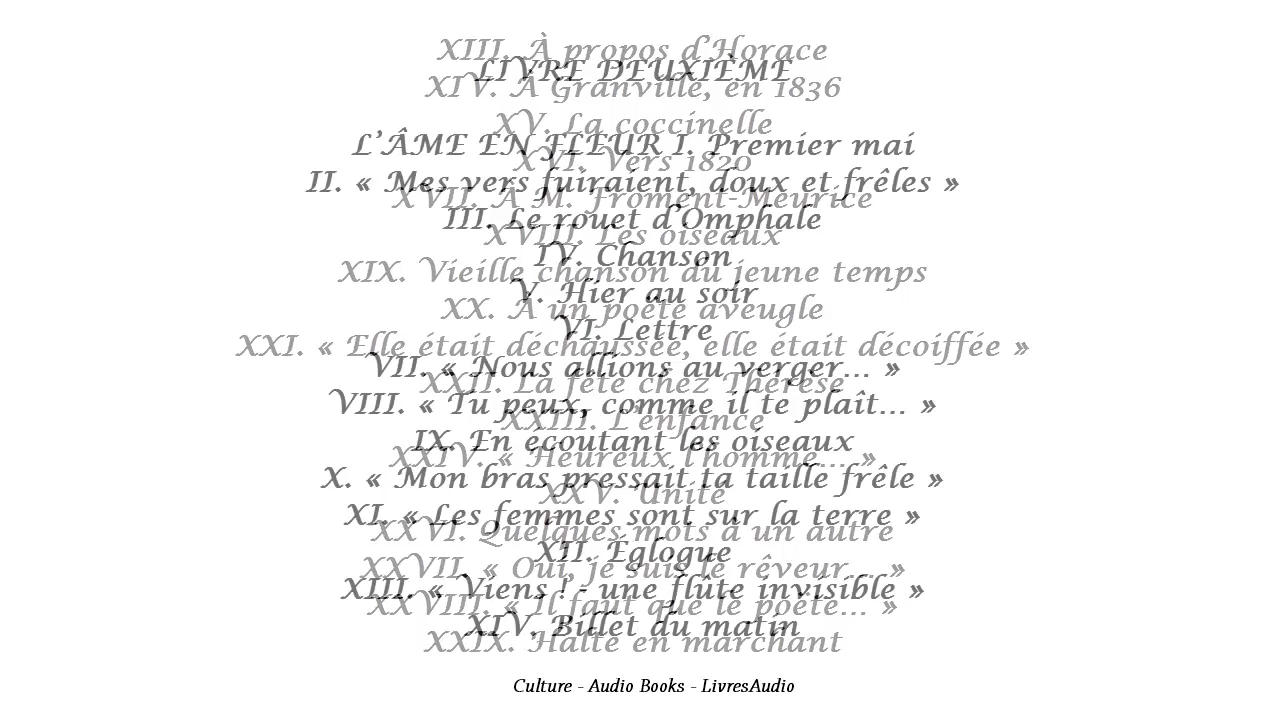 XIII. À propos d'Horace
LIVRE DEUXIÈME
XIV. À Granville, en 1836
XV. La coccinelle
L'ÂME EN FLEUR I. Premier mai
XVI. Vers 1820
II. « Mes vers fuiraient, doux et frêles »
XVII. À M. Froment-Meurice
III. Le rouet d'Omphale
XVIII. Les oiseaux
IV. Chanson
XIX. Vieille chanson du jeune temps
V. Hier au soir
XX. À un poète aveugle
VI. Lettre
XXI. « Elle était déchaussée, elle était décoiffée »
VII. « Nous allions au verger... »
XXII. La fête chez Thérèse
VIII. « Tu peux, comme il te plaît... »
XXIII. L'enfance
IX. En écoutant les oiseaux
XXIV. « Heureux l'homme... »
X. « Mon bras pressait ta taille frêle »
XXV. Unité
XI. « Les femmes sont sur la terre »
XXVI. Quelques mots à un autre
XII. Églogue
XXVII. « Oui, je suis le rêveur... »
XIII. « Viens ! - une flûte invisible »
XXVIII. « Il faut que le poète... »
XIV. Billet du matin
XXIX. Halte en marchant
Culture - Audio Books - LivresAudio